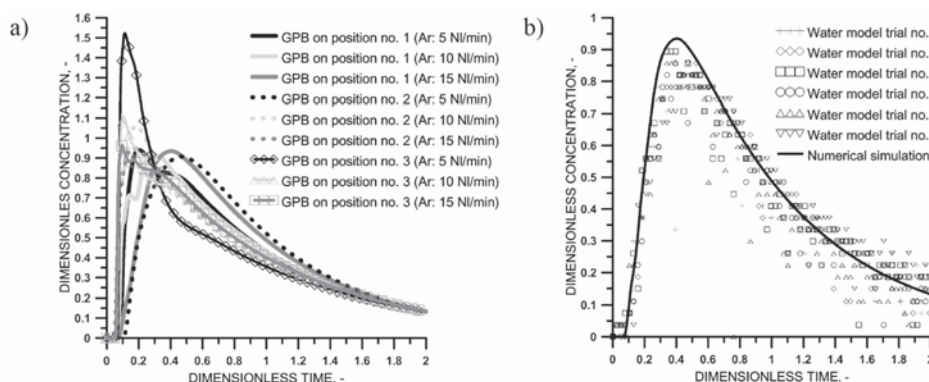 a)
DIMENSIONLES CONCENTRATION, -
1.6
1.5
1.4
1.3
1.2
1.1
1
0.9
0.8
0.7
0.6
0.5
0.4
0.3
0.2
0.1
0
GPB on position no. 1 (Ar: 5 Nl/min)
GPB on position no. 1 (Ar: 10 Nl/min)
GPB on position no. 1 (Ar: 15 Nl/min)
GPB on position no. 2 (Ar: 5 Nl/min)
GPB on position no. 2 (Ar: 10 Nl/min)
GPB on position no. 2 (Ar: 15 Nl/min)
GPB on position no. 3 (Ar: 5 Nl/min)
GPB on position no. 3 (Ar: 10 Nl/min)
GPB on position no. 3 (Ar: 15 Nl/min)
0 0.2 0.4 0.6 0.8 1 1.2 1.4 1.6 1.8 2
DIMENSIONLESS TIME, -
b)
DIMENSIONLESS CONCENTRATION, -
1
0.9
0.8
0.7
0.6
0.5
0.4
0.3
0.2
0.1
0
Water model trial no.
Water model trial no.
Water model trial no.
Water model trial no.
Water model trial no.
Water model trial no.
Numerical simulation
0 0.2 0.4 0.6 0.8 1 1.2 1.4 1.6 1.8 2
DIMENSIONLESS TIME, -